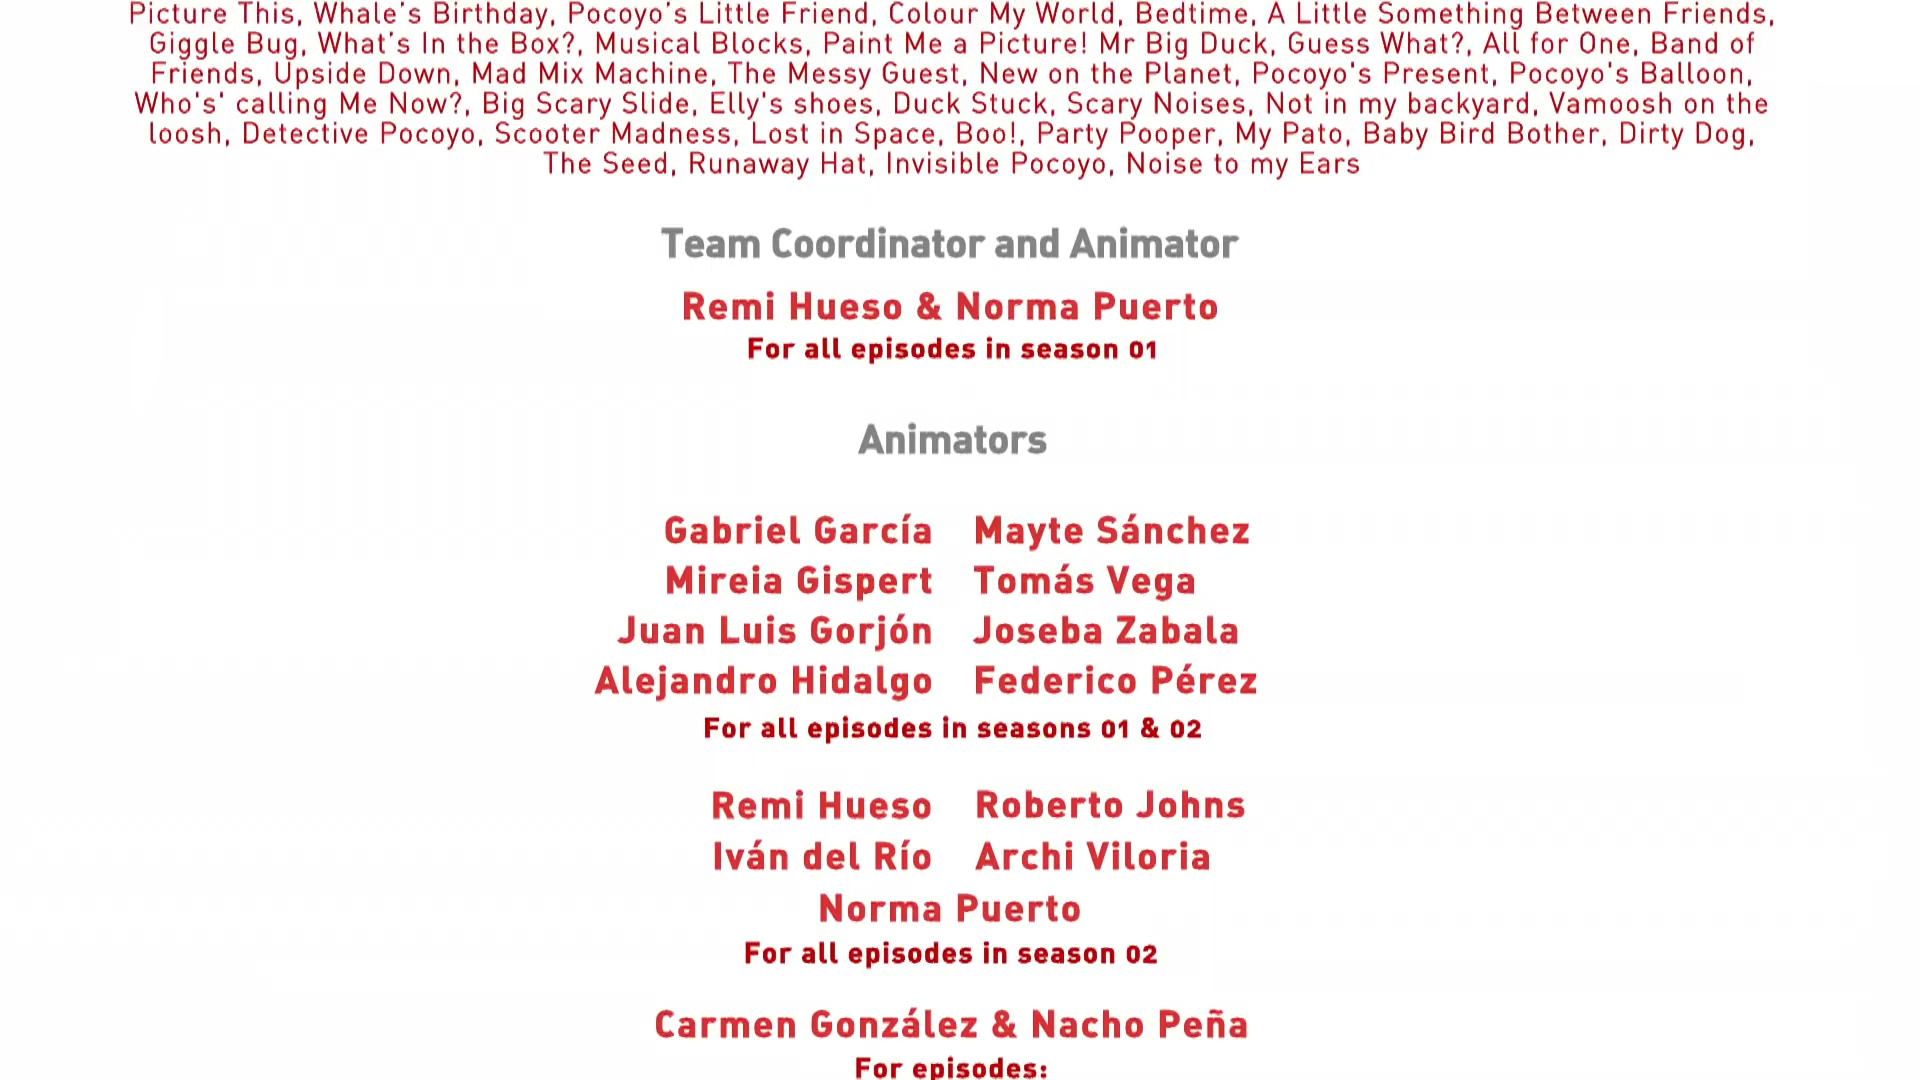 Picture This, Whale's Birthday, Pocoyo's Little Friend, Colour My World, Bedtime, A Little Something Between Friends,
Giggle Bug, What's In the Box?, Musical Blocks, Paint Me a Picture! Mr Big Duck, Guess What?, All for One, Band of
Friends, Upside Down, Mad Mix Machine, The Messy Guest, New on the Planet, Pocoyo's Present, Pocoyo's Balloon,
Who's' calling Me Now?, Big Scary Slide, Elly's shoes, Duck Stuck, Scary Noises, Not in my backyard, Vamoosh on the
loosh, Detective Pocoyo, Scooter Madness, Lost in Space, Boo!, Party Pooper, My Pato, Baby Bird Bother, Dirty Dog,
The Seed, Runaway Hat, Invisible Pocoyo, Noise to my Ears
Team Coordinator and Animator
Remi Hueso & Norma Puerto
For all episodes in season 01
Animators
Gabriel García Mayte Sánchez
Mireia Gispert Tomás Vega
Juan Luis Gorjón Joseba Zabala
Alejandro Hidalgo Federico Pérez
For all episodes in seasons 01 & 02
Remi Hueso Roberto Johns
Iván del Río Archi Viloria
Norma Puerto
For all episodes in season 02
Carmen González & Nacho Peña
For episodes: